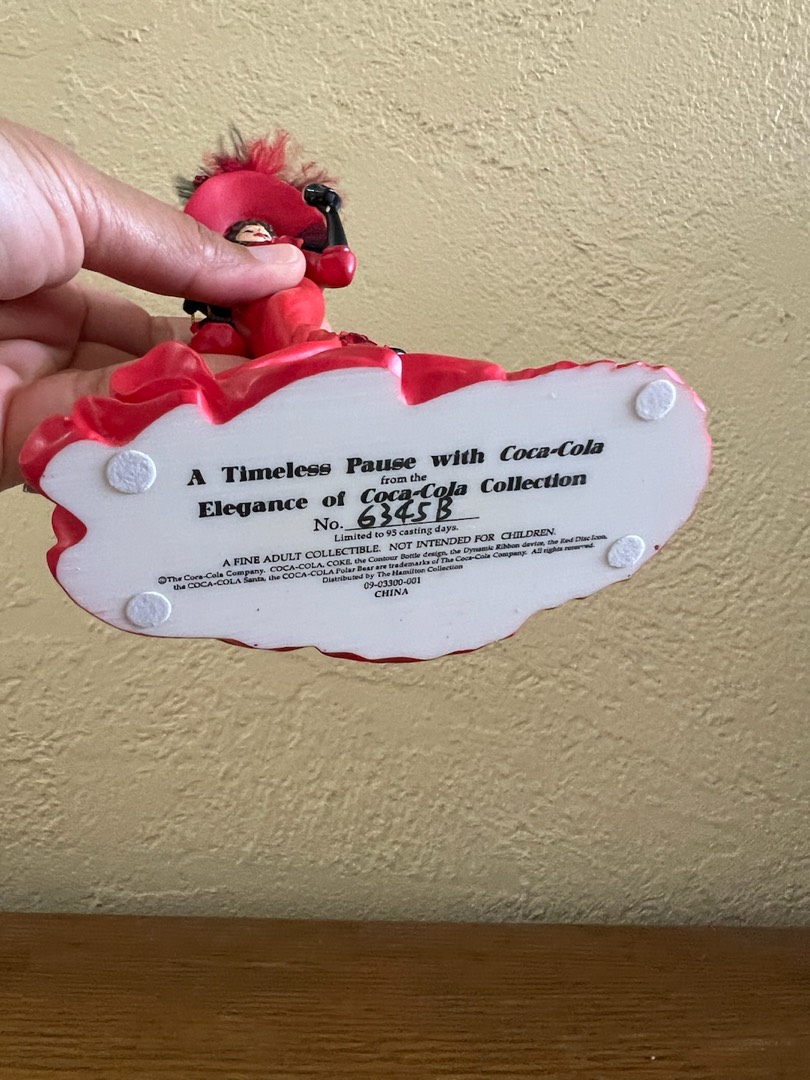 A Timeless Pause with Coca-Cola
from the
Elegance of Coca-Cola Collection
No. 6345B
Limited to 95 casting days.
A FINE ADULT COLLECTIBLE. NOT INTENDED FOR CHILDREN.
©The Coca-Cola Company. COCA-COLA, COKE, the Contour Bottle design, the Dynamic Ribbon device, the Red Disc Icon,
the COCA-COLA Santa, the COCA-COLA Polar Bear are trademarks of The Coca-Cola Company. All rights reserved.
Distributed by The Hamilton Collection
09-03300-001
CHINA